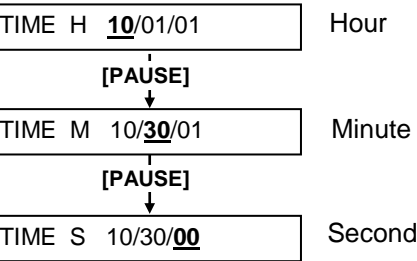 TIME H 10/01/01 Hour
[PAUSE]
TIME M 10/30/01 Minute
[PAUSE]
TIME S 10/30/00 Second